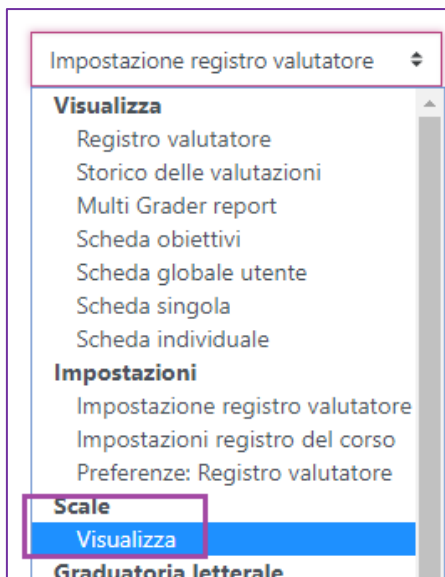 Impostazione registro valutatore
Visualizza
Registro valutatore
Storico delle valutazioni
Multi Grader report
Scheda obiettivi
Scheda globale utente
Scheda singola
Scheda individuale
Impostazioni
Impostazione registro valutatore
Impostazioni registro del corso
Preferenze: Registro valutatore
Scale
Visualizza
Graduatoria letterale